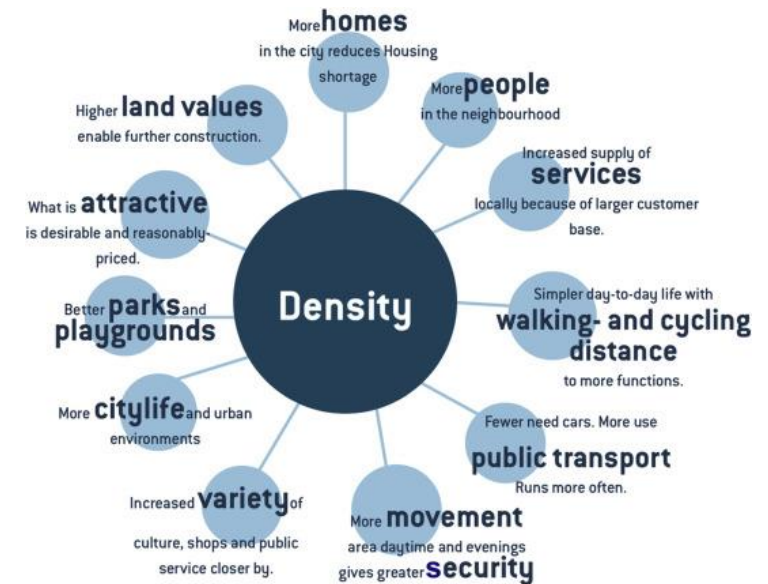 More homes
in the city reduces Housing
shortage
More people
in the neighbourhood
Increased supply of
services
locally because of larger customer
base.
Simpler day-to-day life with
walking- and cycling
distance
to more functions.
Fewer need cars. More use
public transport
Runs more often.
More movement
area daytime and evenings
gives greater security
Increased variety of
culture, shops and public
service closer by.
More citylife and urban
environments
Better parks and
playgrounds
What is attractive
is desirable and reasonably-
priced.
Higher land values
enable further construction.
Density